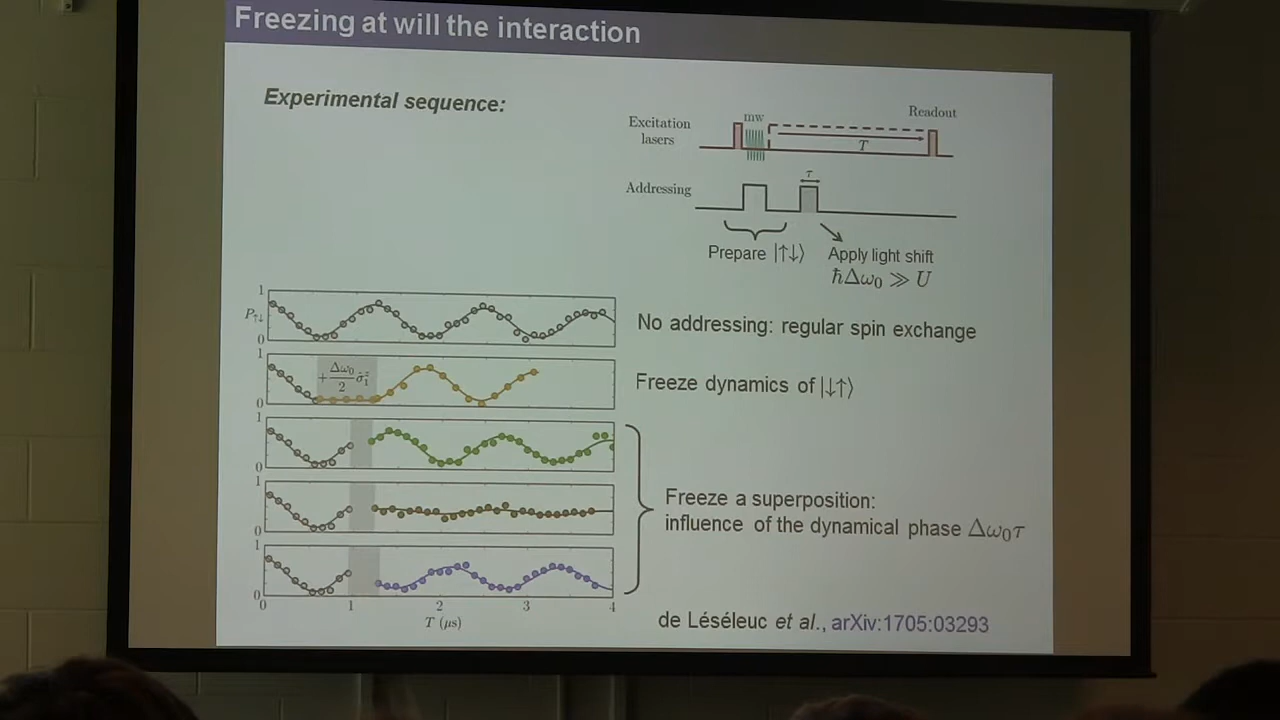 Freezing at will the interaction
Experimental sequence:
Excitation
lasers
mw
Readout
T
Addressing
τ
Prepare |↑↓⟩
Apply light shift
ħΔω₀ ≫ U
1
P↑↓
0
No addressing: regular spin exchange
1
+Δω₀/2 σ̂₁ᶻ
0
Freeze dynamics of |↓↑⟩
1
0
1
0
Freeze a superposition:
influence of the dynamical phase Δω₀τ
1
0
0 1 2 3 4
T (μs)
de Léséleuc et al., arXiv:1705:03293